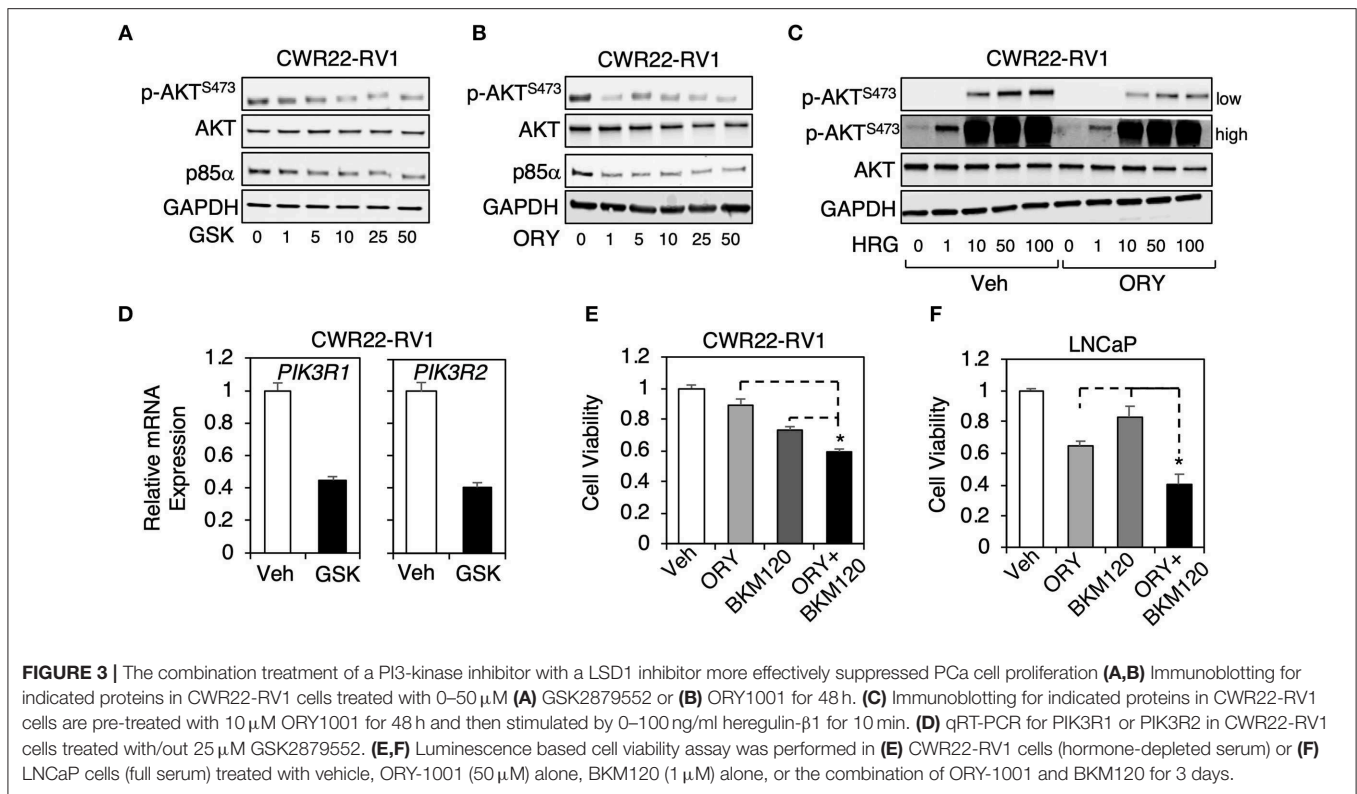 A
CWR22-RV1
p-AKTS473
AKT
p85α
GAPDH
GSK 0 1 5 10 25 50
B
CWR22-RV1
p-AKTS473
AKT
p85α
GAPDH
ORY 0 1 5 10 25 50
C
CWR22-RV1
p-AKTS473 low
p-AKTS473 high
AKT
GAPDH
HRG 0 1 10 50 100 0 1 10 50 100
Veh ORY
D
CWR22-RV1
Relative mRNA
Expression
1.2
1
0.8
0.6
0.4
0.2
0
PIK3R1 PIK3R2
Veh GSK Veh GSK
E
CWR22-RV1
Cell Viability
1.2
1
0.8
0.6
0.4
0.2
0
*
Veh
ORY
BKM120
ORY+
BKM120
F
LNCaP
Cell Viability
1.2
1
0.8
0.6
0.4
0.2
0
*
Veh
ORY
BKM120
ORY+
BKM120
FIGURE 3 | The combination treatment of a PI3-kinase inhibitor with a LSD1 inhibitor more effectively suppressed PCa cell proliferation (A,B) Immunoblotting for
indicated proteins in CWR22-RV1 cells treated with 0–50 μM (A) GSK2879552 or (B) ORY1001 for 48 h. (C) Immunoblotting for indicated proteins in CWR22-RV1
cells are pre-treated with 10 μM ORY1001 for 48 h and then stimulated by 0–100 ng/ml heregulin-β1 for 10 min. (D) qRT-PCR for PIK3R1 or PIK3R2 in CWR22-RV1
cells treated with/out 25 μM GSK2879552. (E,F) Luminescence based cell viability assay was performed in (E) CWR22-RV1 cells (hormone-depleted serum) or (F)
LNCaP cells (full serum) treated with vehicle, ORY-1001 (50 μM) alone, BKM120 (1 μM) alone, or the combination of ORY-1001 and BKM120 for 3 days.